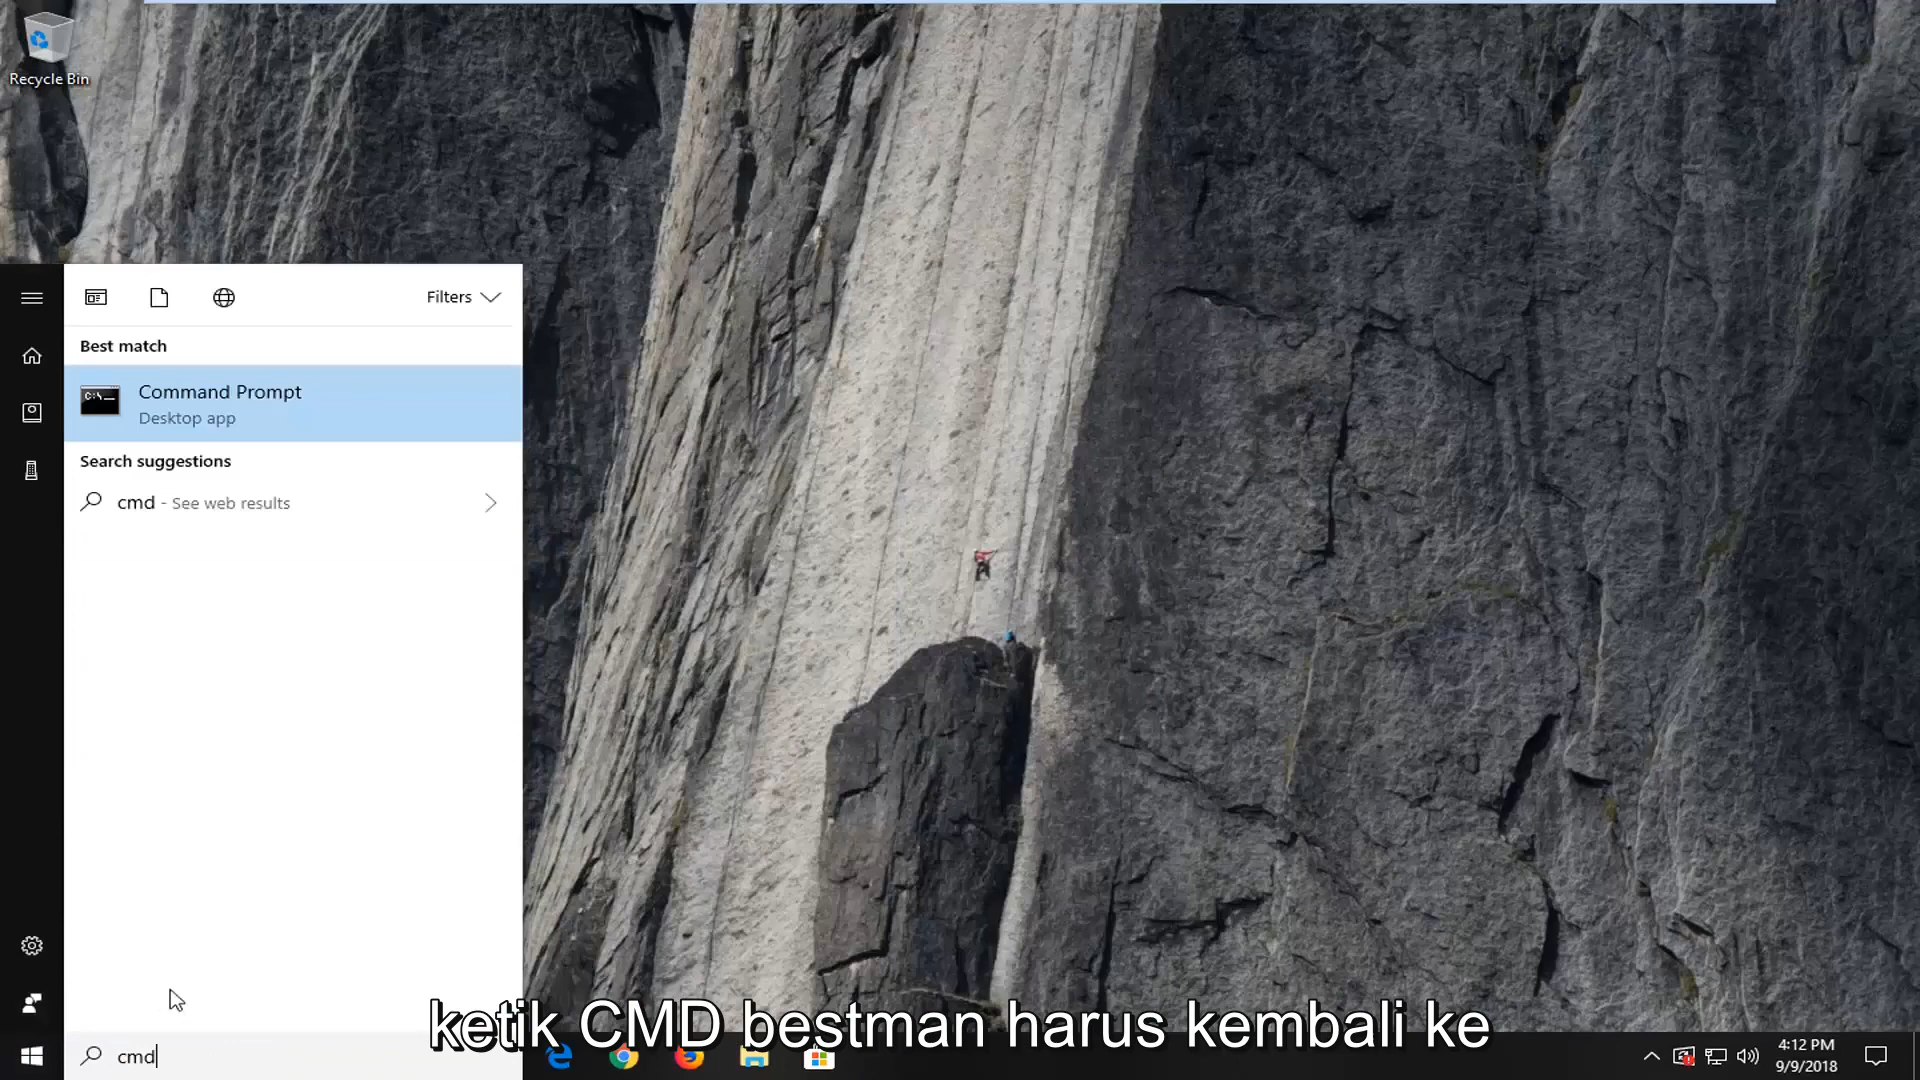 Recycle Bin
Filters
Best match
Command Prompt
Desktop app
Search suggestions
cmd - See web results
ketik CMD bestman harus kembali ke
cmd
4:12 PM
9/9/2018